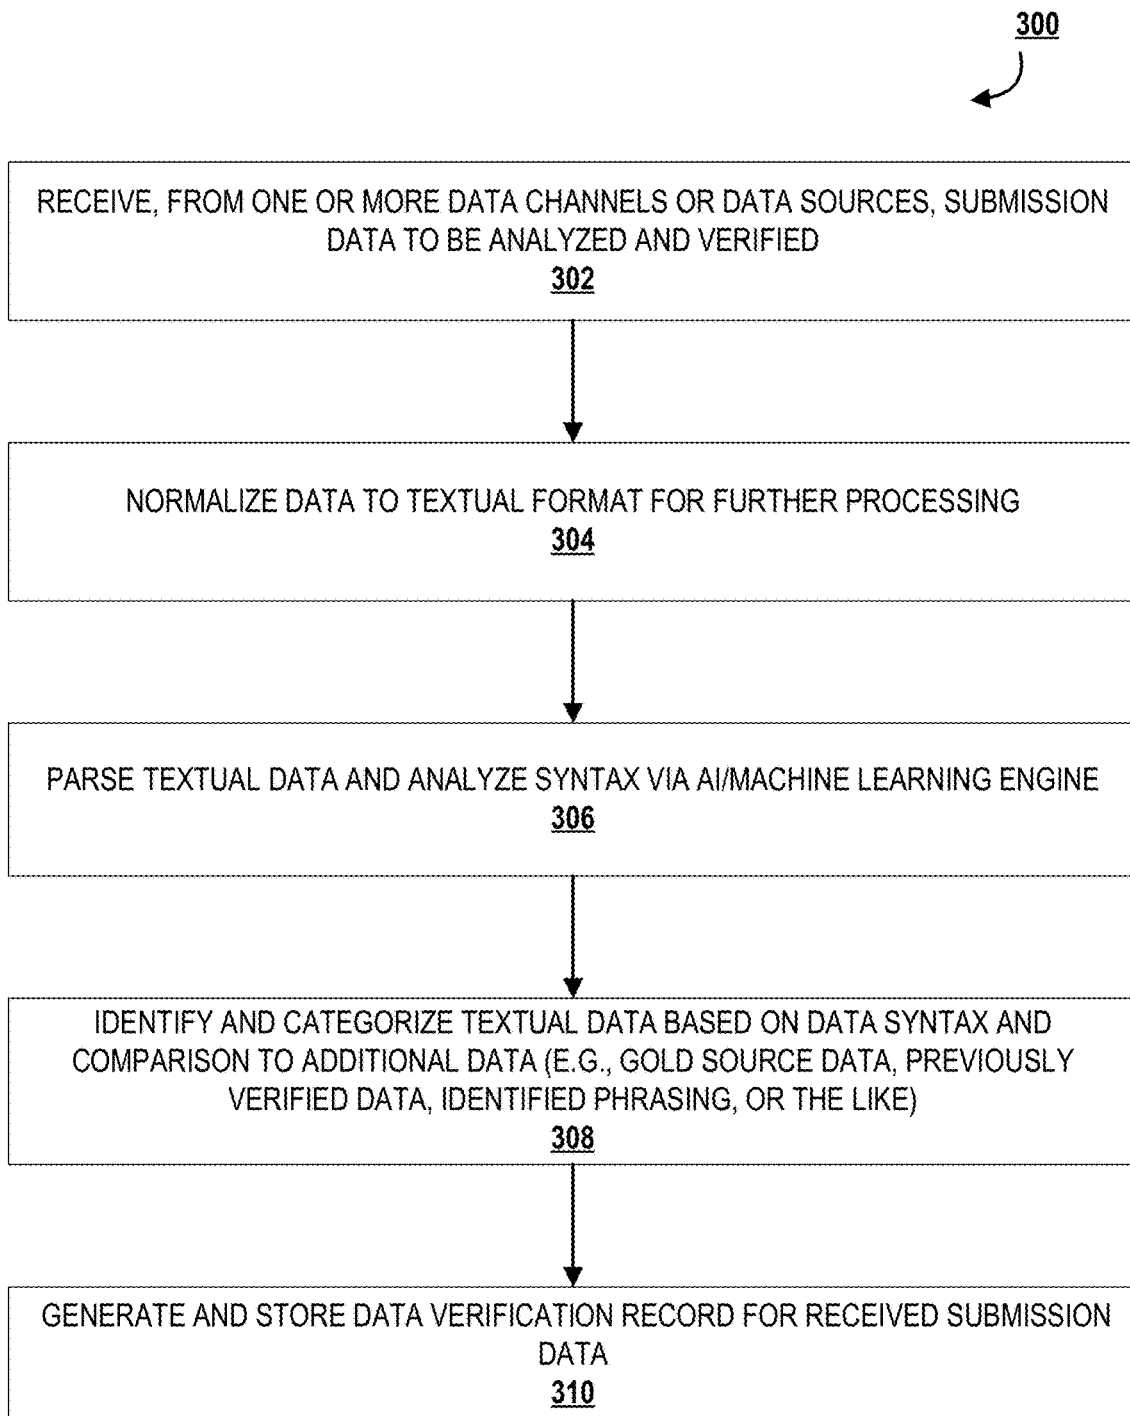 300
RECEIVE, FROM ONE OR MORE DATA CHANNELS OR DATA SOURCES, SUBMISSION
DATA TO BE ANALYZED AND VERIFIED
302
NORMALIZE DATA TO TEXTUAL FORMAT FOR FURTHER PROCESSING
304
PARSE TEXTUAL DATA AND ANALYZE SYNTAX VIA AI/MACHINE LEARNING ENGINE
306
IDENTIFY AND CATEGORIZE TEXTUAL DATA BASED ON DATA SYNTAX AND
COMPARISON TO ADDITIONAL DATA (E.G., GOLD SOURCE DATA, PREVIOUSLY
VERIFIED DATA, IDENTIFIED PHRASING, OR THE LIKE)
308
GENERATE AND STORE DATA VERIFICATION RECORD FOR RECEIVED SUBMISSION
DATA
310